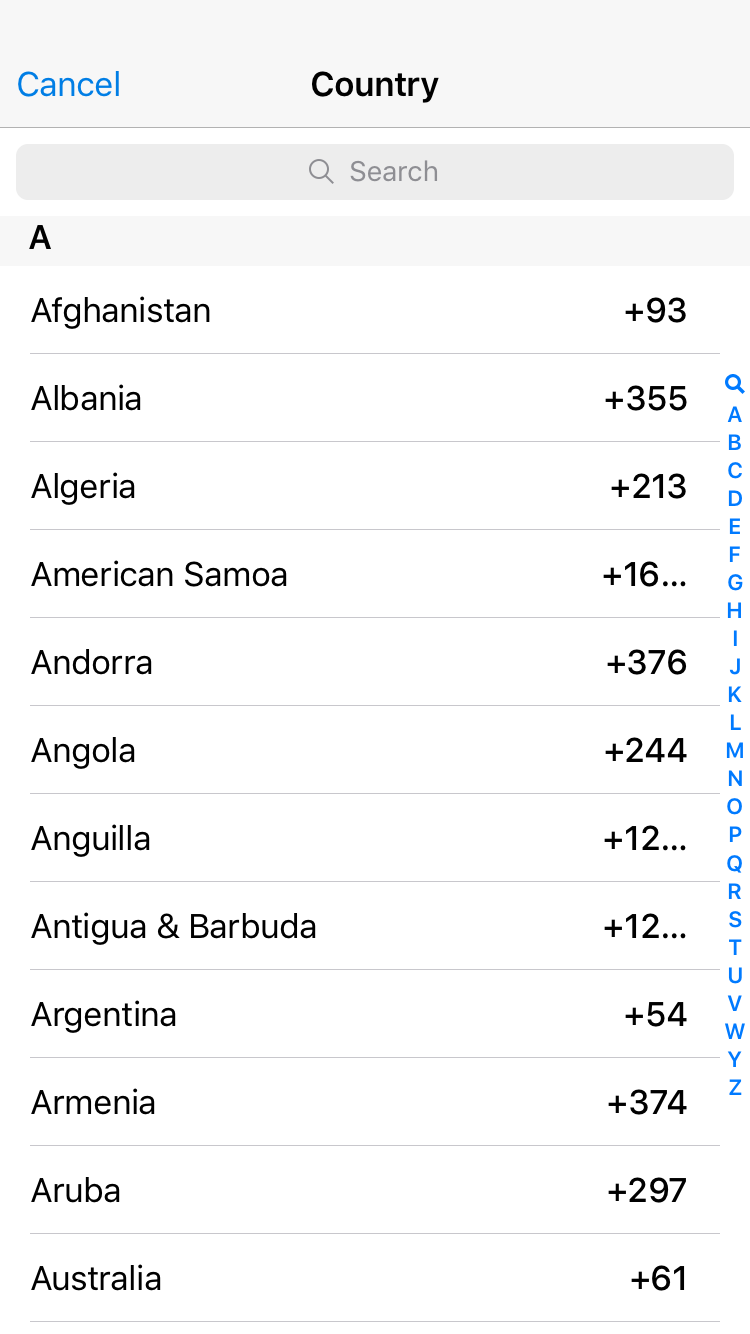 Cancel Country
Search
A
Afghanistan +93
Albania +355
Algeria +213
American Samoa +16...
Andorra +376
Angola +244
Anguilla +12...
Antigua & Barbuda +12...
Argentina +54
Armenia +374
Aruba +297
Australia +61
A
B
C
D
E
F
G
H
I
J
K
L
M
N
O
P
Q
R
S
T
U
V
W
Y
Z